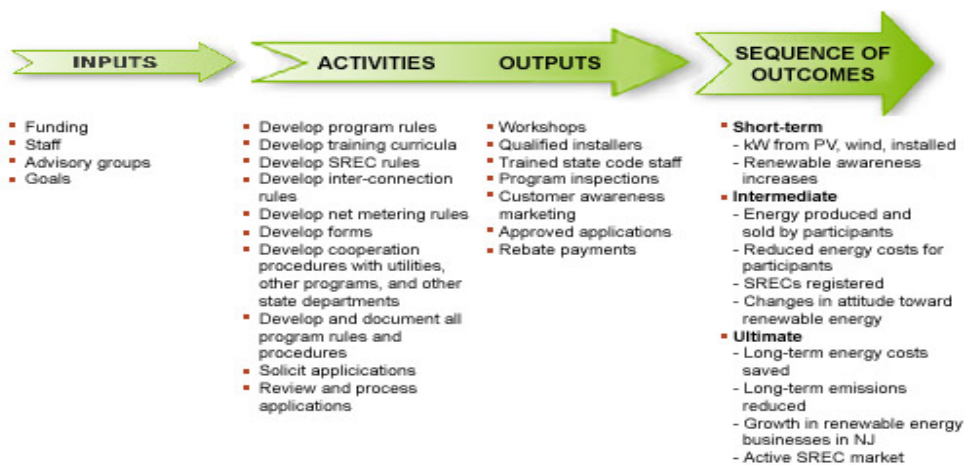 INPUTS
ACTIVITIES
OUTPUTS
SEQUENCE OF
OUTCOMES
Funding
Staff
Advisory groups
Goals
Develop program rules
Develop training curricula
Develop SREC rules
Develop inter-connection
rules
Develop net metering rules
Develop forms
Develop cooperation
procedures with utilities,
other programs, and other
state departments
Develop and document all
program rules and
procedures
Solicit applicications
Review and process
applications
Workshops
Qualified installers
Trained state code staff
Program inspections
Customer awareness
marketing
Approved applications
Rebate payments
Short-term
- kW from PV, wind, installed
- Renewable awareness
increases
Intermediate
- Energy produced and
sold by participants
- Reduced energy costs for
participants
- SRECs registered
- Changes in attitude toward
renewable energy
Ultimate
- Long-term energy costs
saved
- Long-term emissions
reduced
- Growth in renewable energy
businesses in NJ
- Active SREC market